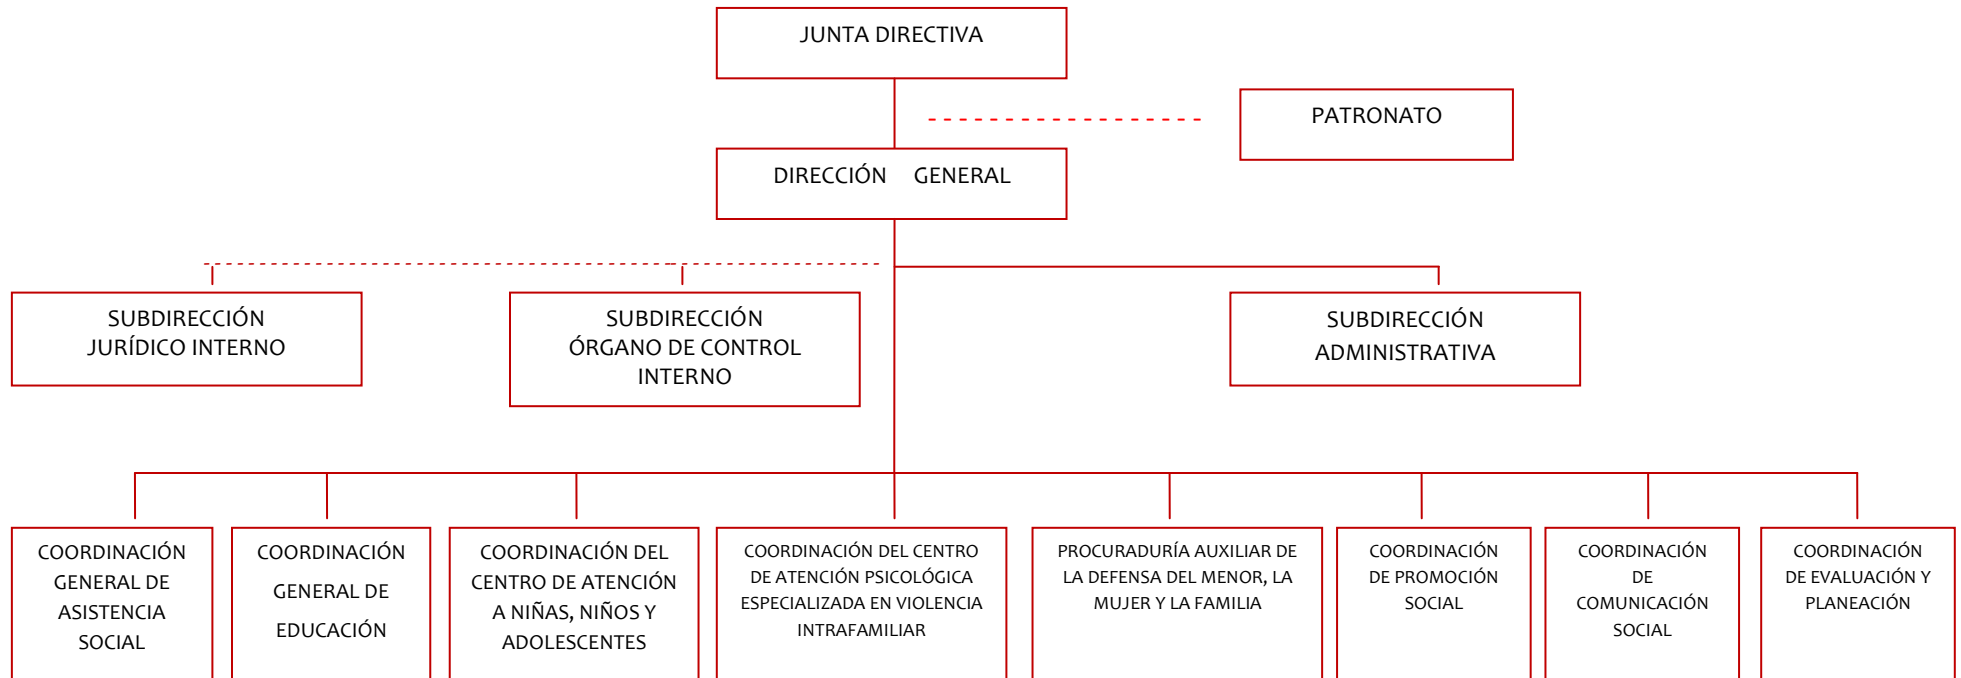 JUNTA DIRECTIVA
PATRONATO
DIRECCIÓN GENERAL
SUBDIRECCIÓN
JURÍDICO INTERNO
SUBDIRECCIÓN
ÓRGANO DE CONTROL
INTERNO
SUBDIRECCIÓN
ADMINISTRATIVA
COORDINACIÓN
GENERAL DE
ASISTENCIA
SOCIAL
COORDINACIÓN
GENERAL DE
EDUCACIÓN
COORDINACIÓN DEL
CENTRO DE ATENCIÓN
A NIÑAS, NIÑOS Y
ADOLESCENTES
COORDINACIÓN DEL CENTRO
DE ATENCIÓN PSICOLÓGICA
ESPECIALIZADA EN VIOLENCIA
INTRAFAMILIAR
PROCURADURÍA AUXILIAR DE
LA DEFENSA DEL MENOR, LA
MUJER Y LA FAMILIA
COORDINACIÓN
DE PROMOCIÓN
SOCIAL
COORDINACIÓN
DE
COMUNICACIÓN
SOCIAL
COORDINACIÓN
DE EVALUACIÓN Y
PLANEACIÓN